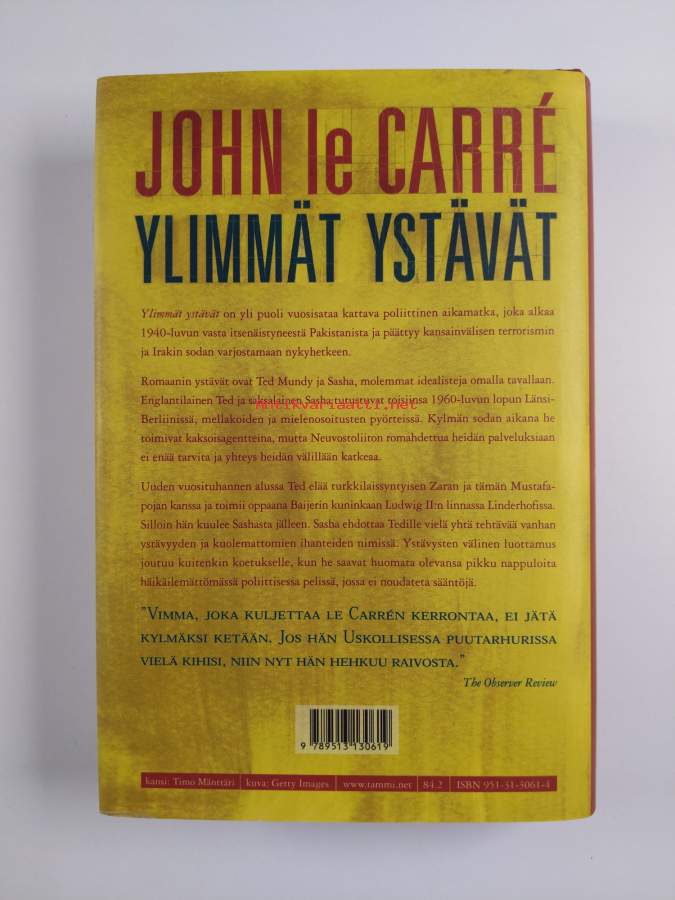 JOHN le CARRÉ
YLIMMÄT YSTÄVÄT
Ylimmät ystävät on yli puoli vuosisataa kattava poliittinen aikamatka, joka alkaa
1940-luvun vasta itsenäistyneestä Pakistanista ja päättyy kansainvälisen terrorismin
ja Irakin sodan varjostamaan nykyhetkeen.
Romaanin ystävät ovat Ted Mundy ja Sasha, molemmat idealisteja omalla tavallaan.
Englantilainen Ted ja saksalainen Sasha tutustuvat toisiinsa 1960-luvun lopun Länsi-
Antikvariaatti.net
Berliinissä, mellakoiden ja mielenosoitusten pyörteissä. Kylmän sodan aikana he
toimivat kaksoisagentteina, mutta Neuvostoliiton romahdettua heidän palveluksiaan
ei enää tarvita ja yhteys heidän välillään katkeaa.
Uuden vuosituhannen alussa Ted elää turkkilaissyntyisen Zaran ja tämän Mustafa-
pojan kanssa ja toimii oppaana Baijerin kuninkaan Ludwig II:n linnassa Linderhofissa.
Silloin hän kuulee Sashasta jälleen. Sasha ehdottaa Tedille vielä yhtä tehtävää vanhan
ystävyyden ja kuolemattomien ihanteiden nimissä. Ystävysten välinen luottamus
joutuu kuitenkin koetukselle, kun he saavat huomata olevansa pikku nappuloita
häikäilemättömässä poliittisessa pelissä, jossa ei noudateta sääntöjä.
"VIMMA, JOKA KULJETTAA LE CARRÉN KERRONTAA, EI JÄTÄ
KYLMÄKSI KETÄÄN. JOS HÄN USKOLLISESSA PUUTARHURISSA
VIELÄ KIHISI, NIIN NYT HÄN HEHKUU RAIVOSTA."
The Observer Review
9 789513 130619
kansi: Timo Mänttäri | kuva: Getty Images | www.tammi.net | 84.2 | ISBN 951-31-3061-4